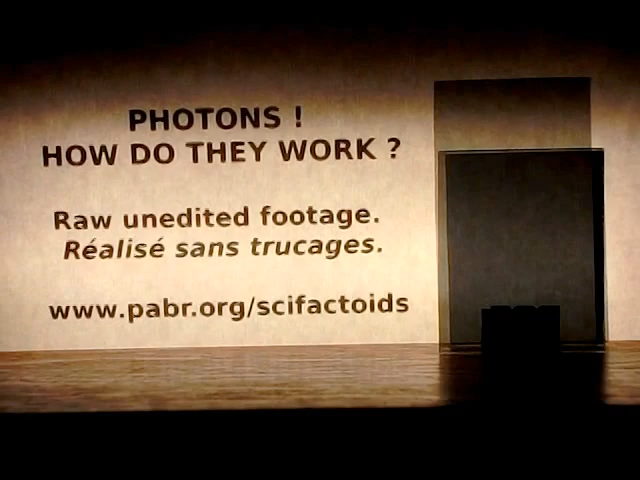 PHOTONS !
HOW DO THEY WORK ?
Raw unedited footage.
Réalisé sans trucages.
www.pabr.org/scifactoids